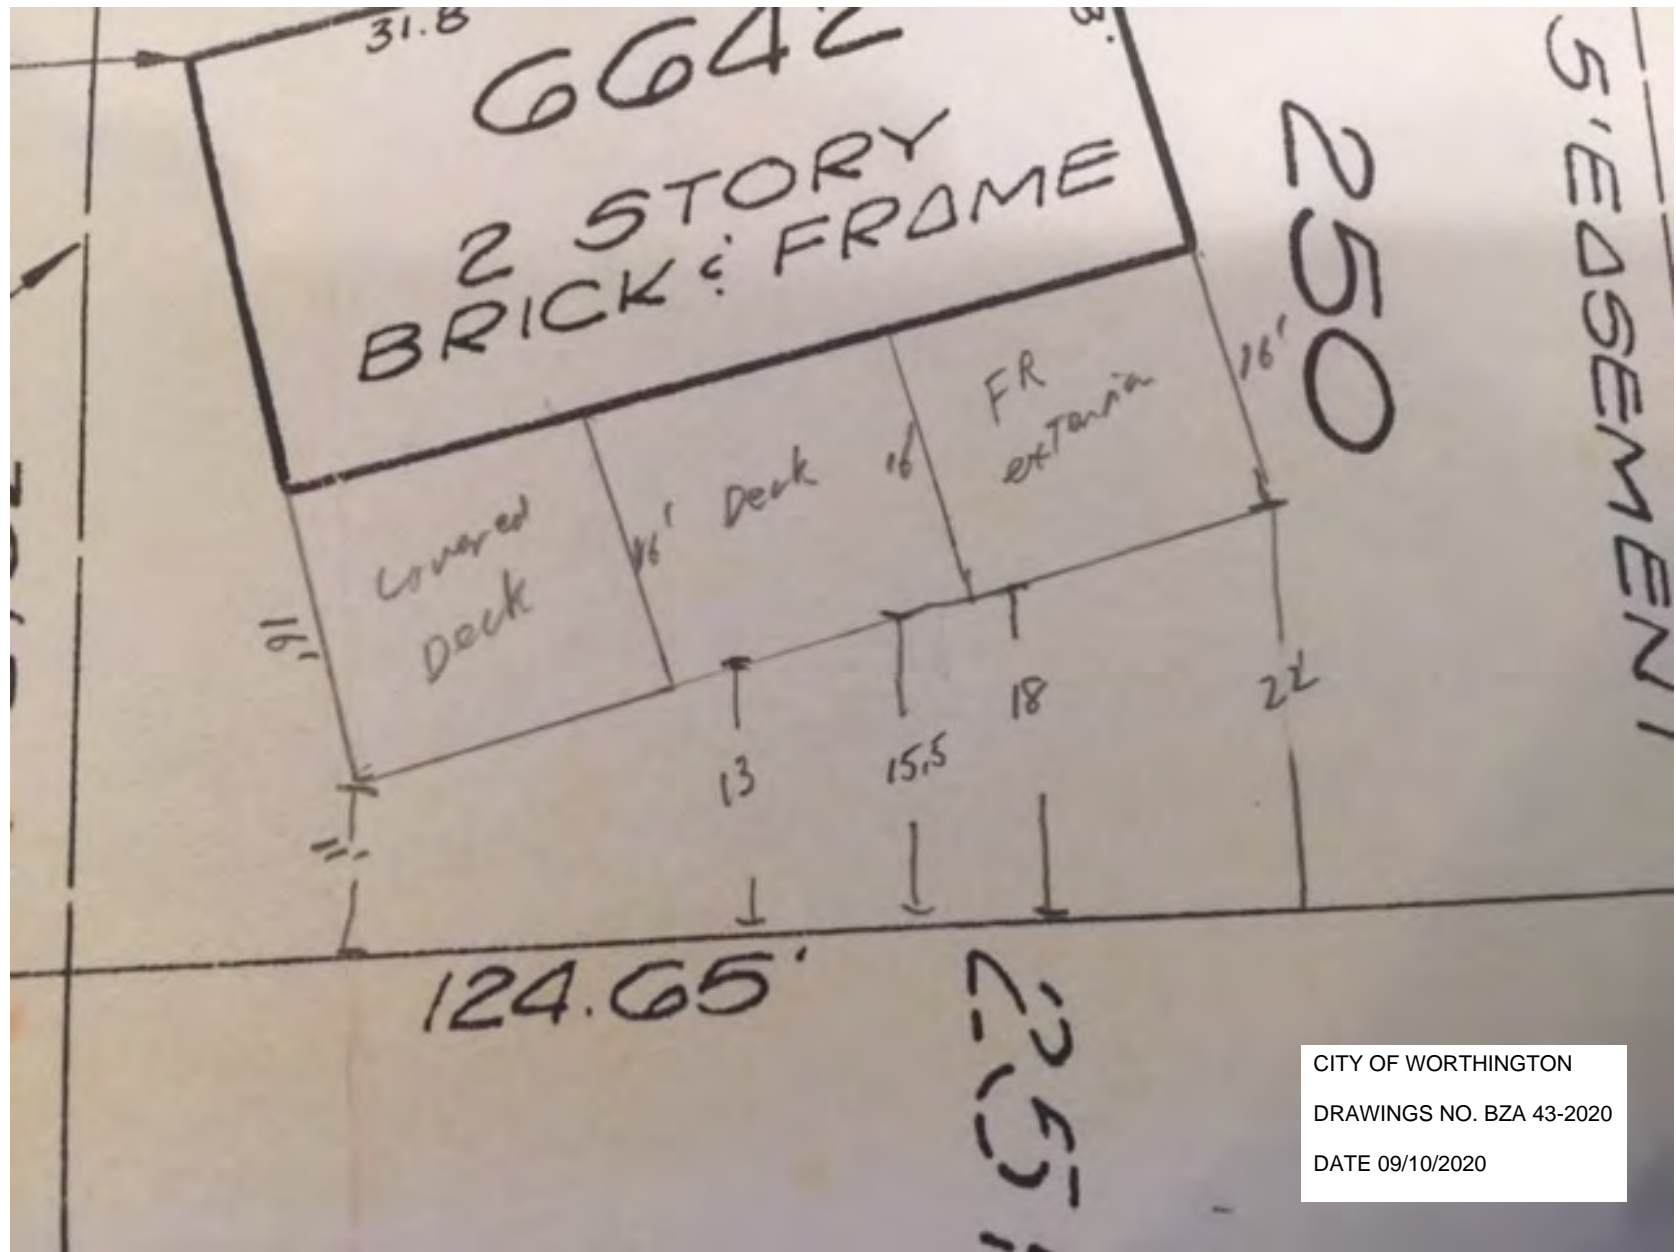 31.8
6642
2 STORY
BRICK & FRAME
250
5' EASEMENT
FR
extension
16'
16
Deck
16'
Covered
Deck
16'
11'
13
15.5
18
22
124.65'
25'
CITY OF WORTHINGTON
DRAWINGS NO. BZA 43-2020
DATE 09/10/2020